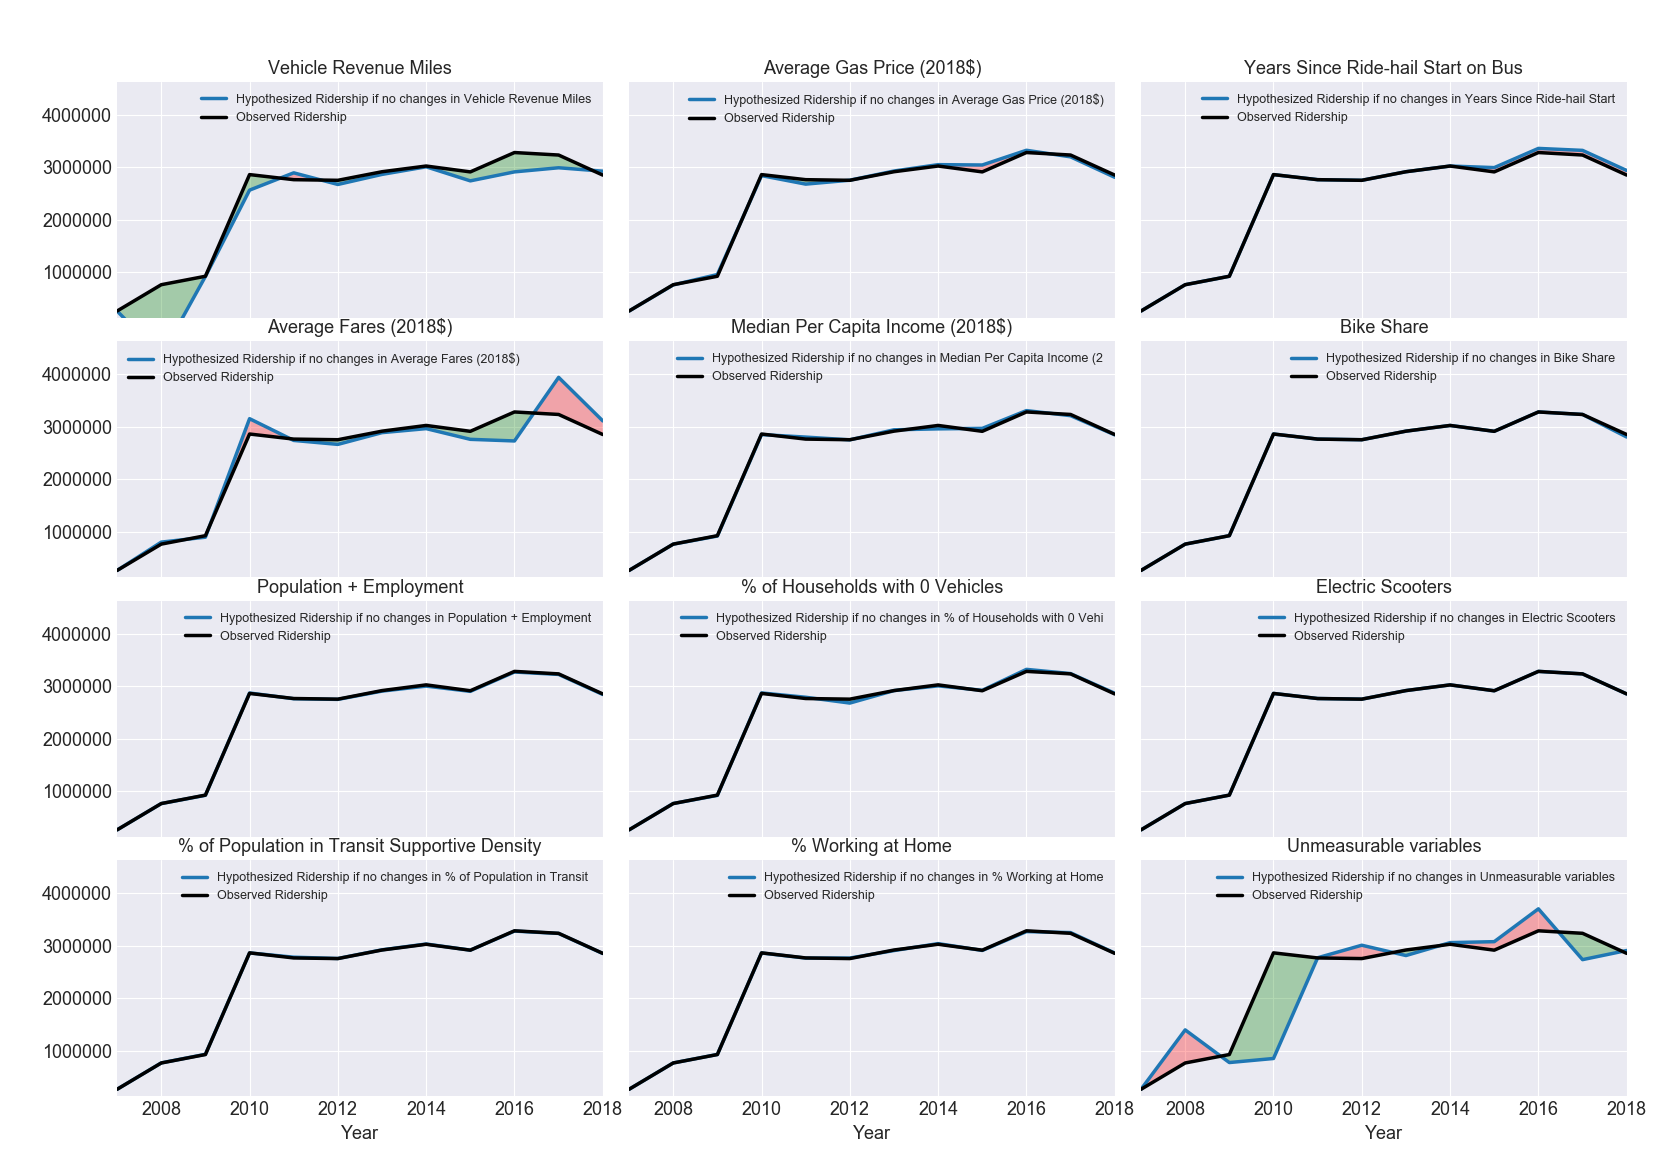 Vehicle Revenue Miles
Hypothesized Ridership if no changes in Vehicle Revenue Miles
Observed Ridership
4000000
3000000
2000000
1000000
Average Gas Price (2018$)
Hypothesized Ridership if no changes in Average Gas Price (2018$)
Observed Ridership
Years Since Ride-hail Start on Bus
Hypothesized Ridership if no changes in Years Since Ride-hail Start
Observed Ridership
Average Fares (2018$)
Hypothesized Ridership if no changes in Average Fares (2018$)
Observed Ridership
4000000
3000000
2000000
1000000
Median Per Capita Income (2018$)
Hypothesized Ridership if no changes in Median Per Capita Income (2
Observed Ridership
Bike Share
Hypothesized Ridership if no changes in Bike Share
Observed Ridership
Population + Employment
Hypothesized Ridership if no changes in Population + Employment
Observed Ridership
4000000
3000000
2000000
1000000
% of Households with 0 Vehicles
Hypothesized Ridership if no changes in % of Households with 0 Vehi
Observed Ridership
Electric Scooters
Hypothesized Ridership if no changes in Electric Scooters
Observed Ridership
% of Population in Transit Supportive Density
Hypothesized Ridership if no changes in % of Population in Transit
Observed Ridership
4000000
3000000
2000000
1000000
2008 2010 2012 2014 2016 2018
Year
% Working at Home
Hypothesized Ridership if no changes in % Working at Home
Observed Ridership
2008 2010 2012 2014 2016 2018
Year
Unmeasurable variables
Hypothesized Ridership if no changes in Unmeasurable variables
Observed Ridership
2008 2010 2012 2014 2016 2018
Year